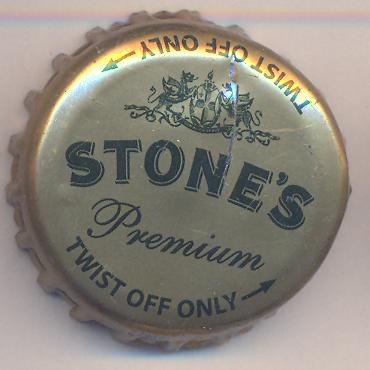 TWIST OFF ONLY
STONE'S
Premium
TWIST OFF ONLY